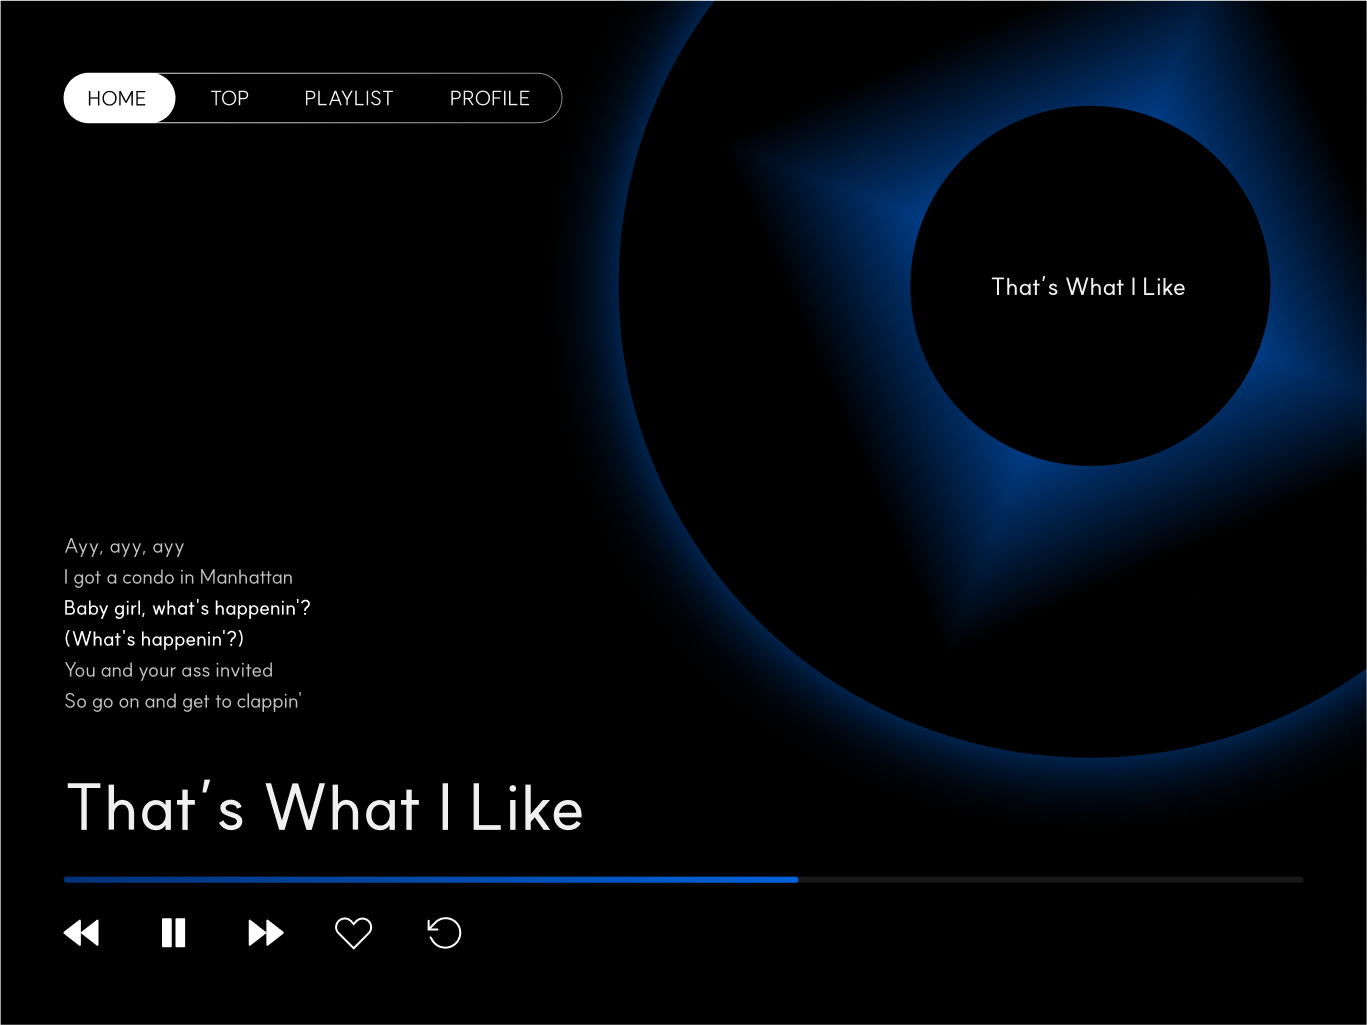 HOME TOP PLAYLIST PROFILE
That’s What I Like
Ayy, ayy, ayy
I got a condo in Manhattan
Baby girl, what's happenin'?
(What's happenin'?)
You and your ass invited
So go on and get to clappin'
That’s What I Like